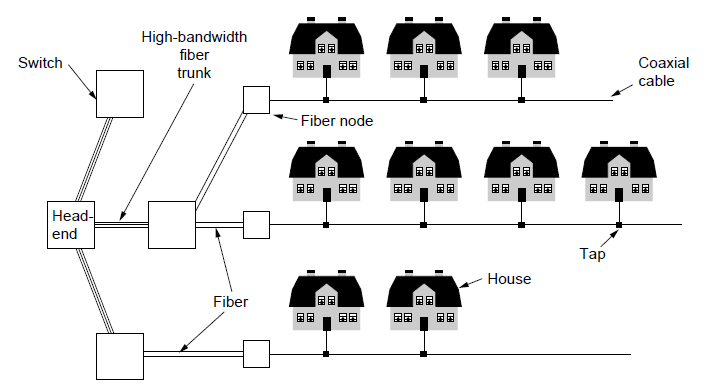 High-bandwidth
fiber
trunk
Switch
Coaxial
cable
Fiber node
Head-
end
Tap
House
Fiber